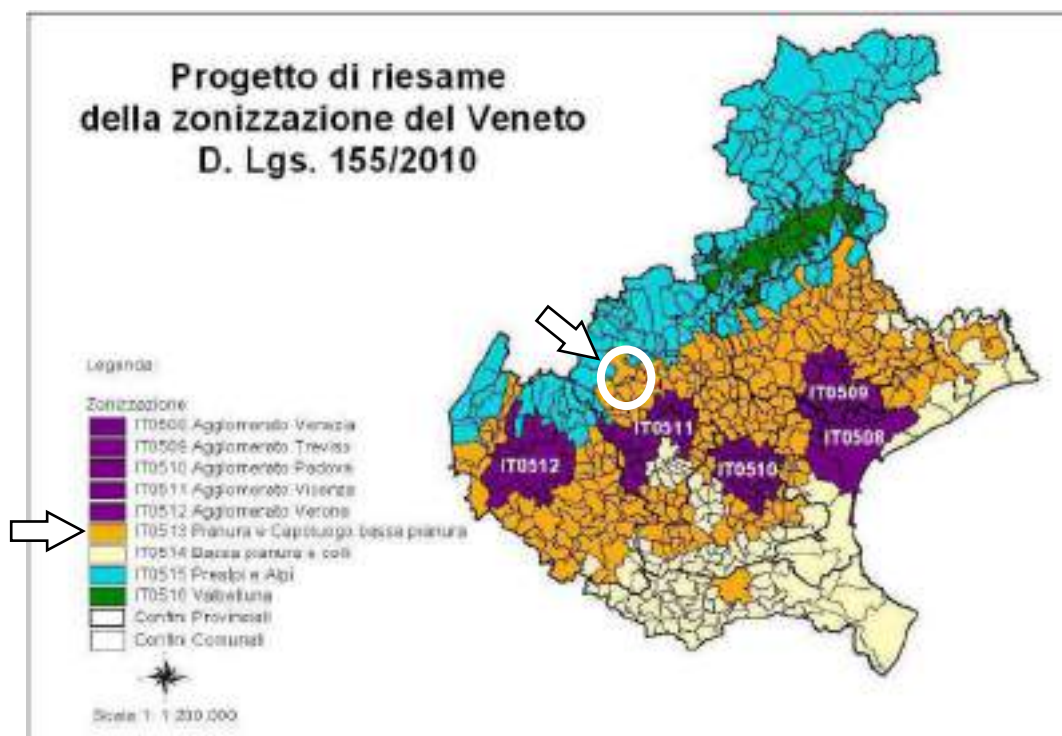 Progetto di riesame
della zonizzazione del Veneto
D. Lgs. 155/2010
Legenda
Zonizzazione
IT0508 Agglomerato Venezia
IT0509 Agglomerato Treviso
IT0510 Agglomerato Padova
IT0511 Agglomerato Vicenza
IT0512 Agglomerato Verona
IT0513 Pianura e Capoluogo bassa pianura
IT0514 Bassa pianura e colli
IT0515 Prealpi e Alpi
IT0516 Valbelluna
Confini Provinciali
Confini Comunali
Scala 1: 1.200.000
IT0509
IT0511
IT0508
IT0512
IT0510